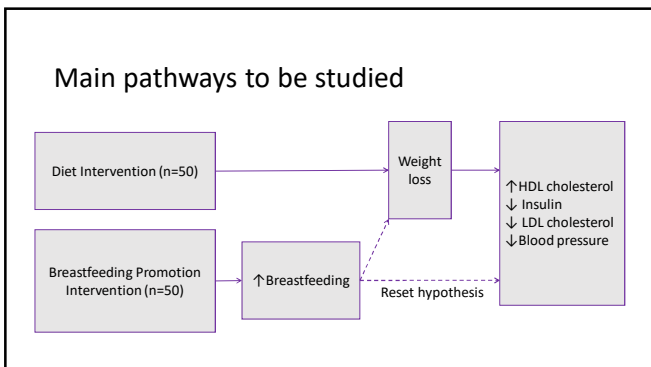 Main pathways to be studied
Diet Intervention (n=50)
Weight
loss
↑HDL cholesterol
↓ Insulin
↓ LDL cholesterol
↓Blood pressure
Breastfeeding Promotion
Intervention (n=50)
↑Breastfeeding
Reset hypothesis